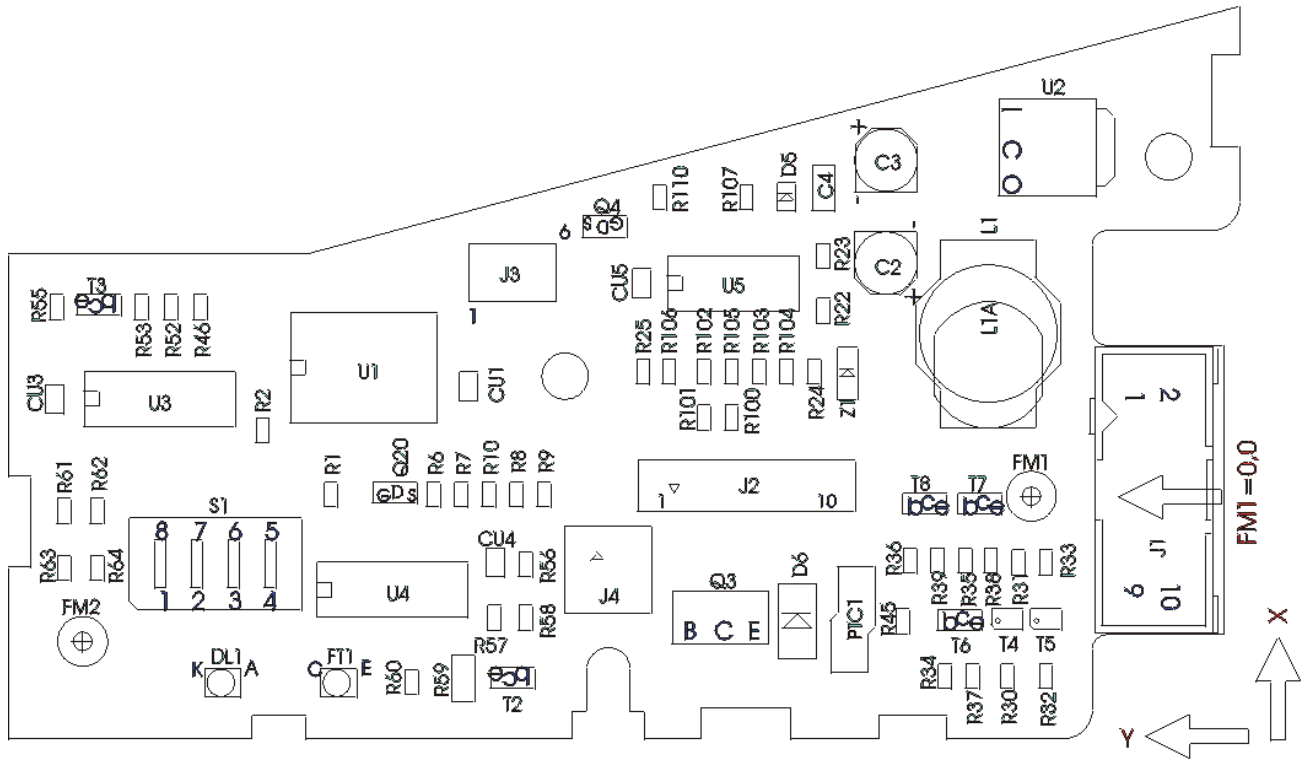 U2
I
C
O
+
C3
-
D5
C4
R107
R110
Q4
S D G
6
J3
1
CU5
U5
R23
R22
-
C2
+
L1
L1A
R55
T3
e c b
R53
R52
R46
R25
R106
R102
R105
R103
R104
R24
Z1
R101
R100
CU3
U3
R2
U1
CU1
1
2
J1
9
10
FM1=0,0
R61
R62
R1
Q20
G D S
R6
R7
R10
R8
R9
1
J2
10
T8
b c e
T7
b c e
FM1
S1
8 7 6 5
1 2 3 4
R63
R64
FM2
U4
CU4
R56
R57
R58
J4
Q3
B C E
D6
PTC1
R36
R39
R35
R38
R31
R33
R45
T6
b c e
T4
T5
R34
R37
R30
R32
K
DL1
A
C
FT1
E
R60
R59
T2
e c b
X
Y